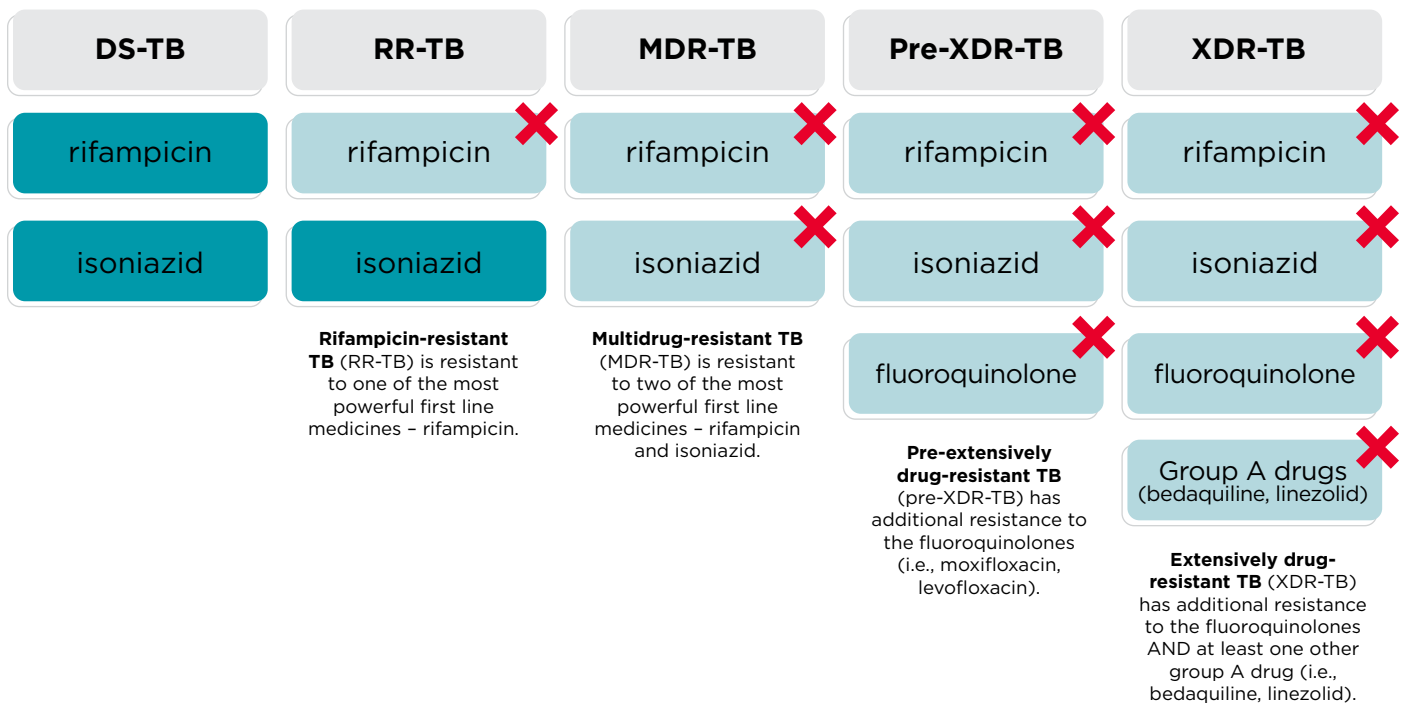 DS-TB
RR-TB
MDR-TB
Pre-XDR-TB
XDR-TB
rifampicin
rifampicin
rifampicin
rifampicin
rifampicin
isoniazid
isoniazid
isoniazid
isoniazid
isoniazid
Rifampicin-resistant
TB (RR-TB) is resistant
to one of the most
powerful first line
medicines – rifampicin.
Multidrug-resistant TB
(MDR-TB) is resistant
to two of the most
powerful first line
medicines – rifampicin
and isoniazid.
fluoroquinolone
fluoroquinolone
Pre-extensively
drug-resistant TB
(pre-XDR-TB) has
additional resistance to
the fluoroquinolones
(i.e., moxifloxacin,
levofloxacin).
Group A drugs
(bedaquiline, linezolid)
Extensively drug-
resistant TB (XDR-TB)
has additional resistance
to the fluoroquinolones
AND at least one other
group A drug (i.e.,
bedaquiline, linezolid).